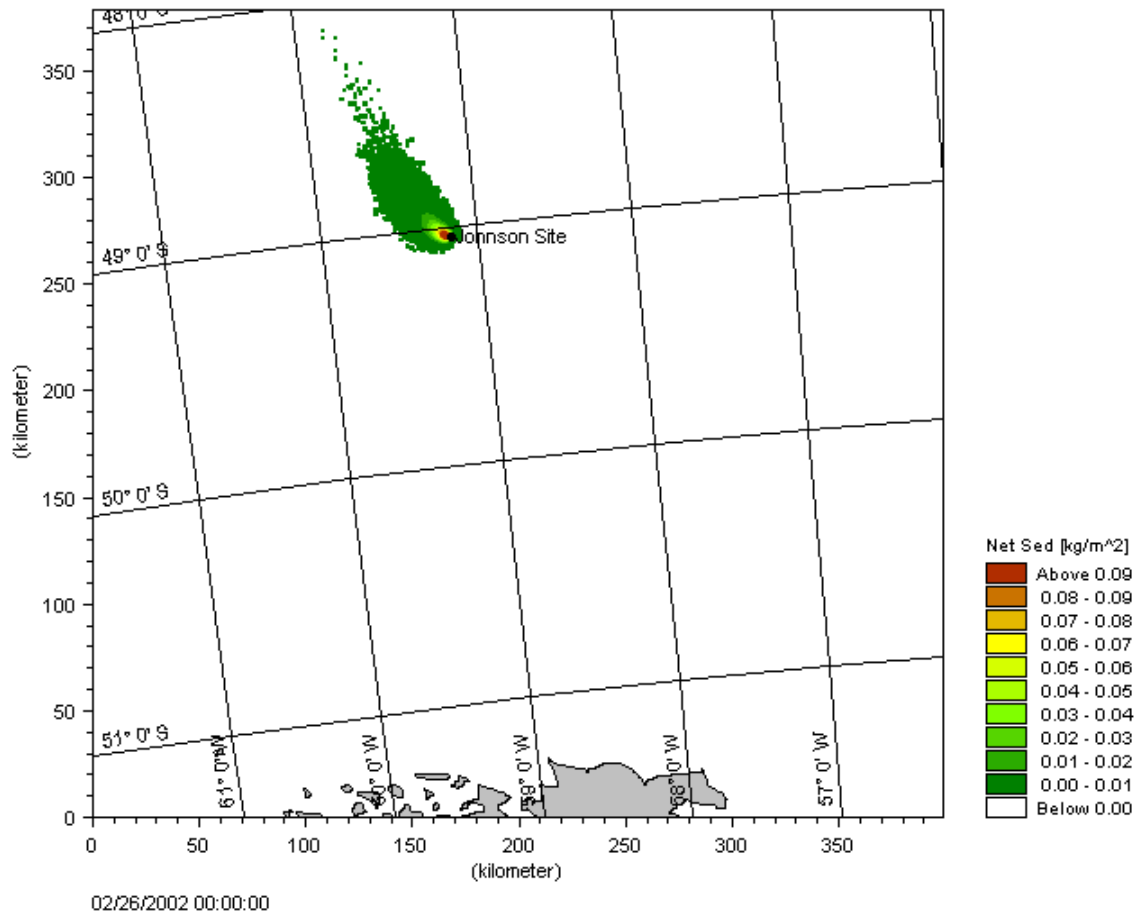 48° 0' S
350
300
49° 0' S
Johnson Site
250
200
(kilometer)
50° 0' S
150
100
50
51° 0' S
0
61° 0' W
60° 0' W
59° 0' W
58° 0' W
57° 0' W
0 50 100 150 200 250 300 350
(kilometer)
02/26/2002 00:00:00
Net Sed [kg/m^2]
Above 0.09
0.08 - 0.09
0.07 - 0.08
0.06 - 0.07
0.05 - 0.06
0.04 - 0.05
0.03 - 0.04
0.02 - 0.03
0.01 - 0.02
0.00 - 0.01
Below 0.00